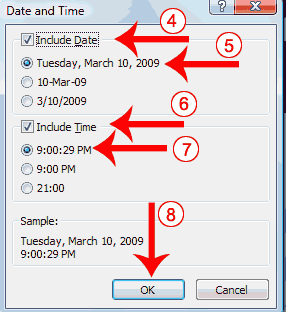 Date and Time
?
4
Include Date
5
Tuesday, March 10, 2009
10-Mar-09
3/10/2009
6
Include Time
7
9:00:29 PM
9:00 PM
21:00
8
Sample:
Tuesday, March 10, 2009
9:00:29 PM
OK
Cancel